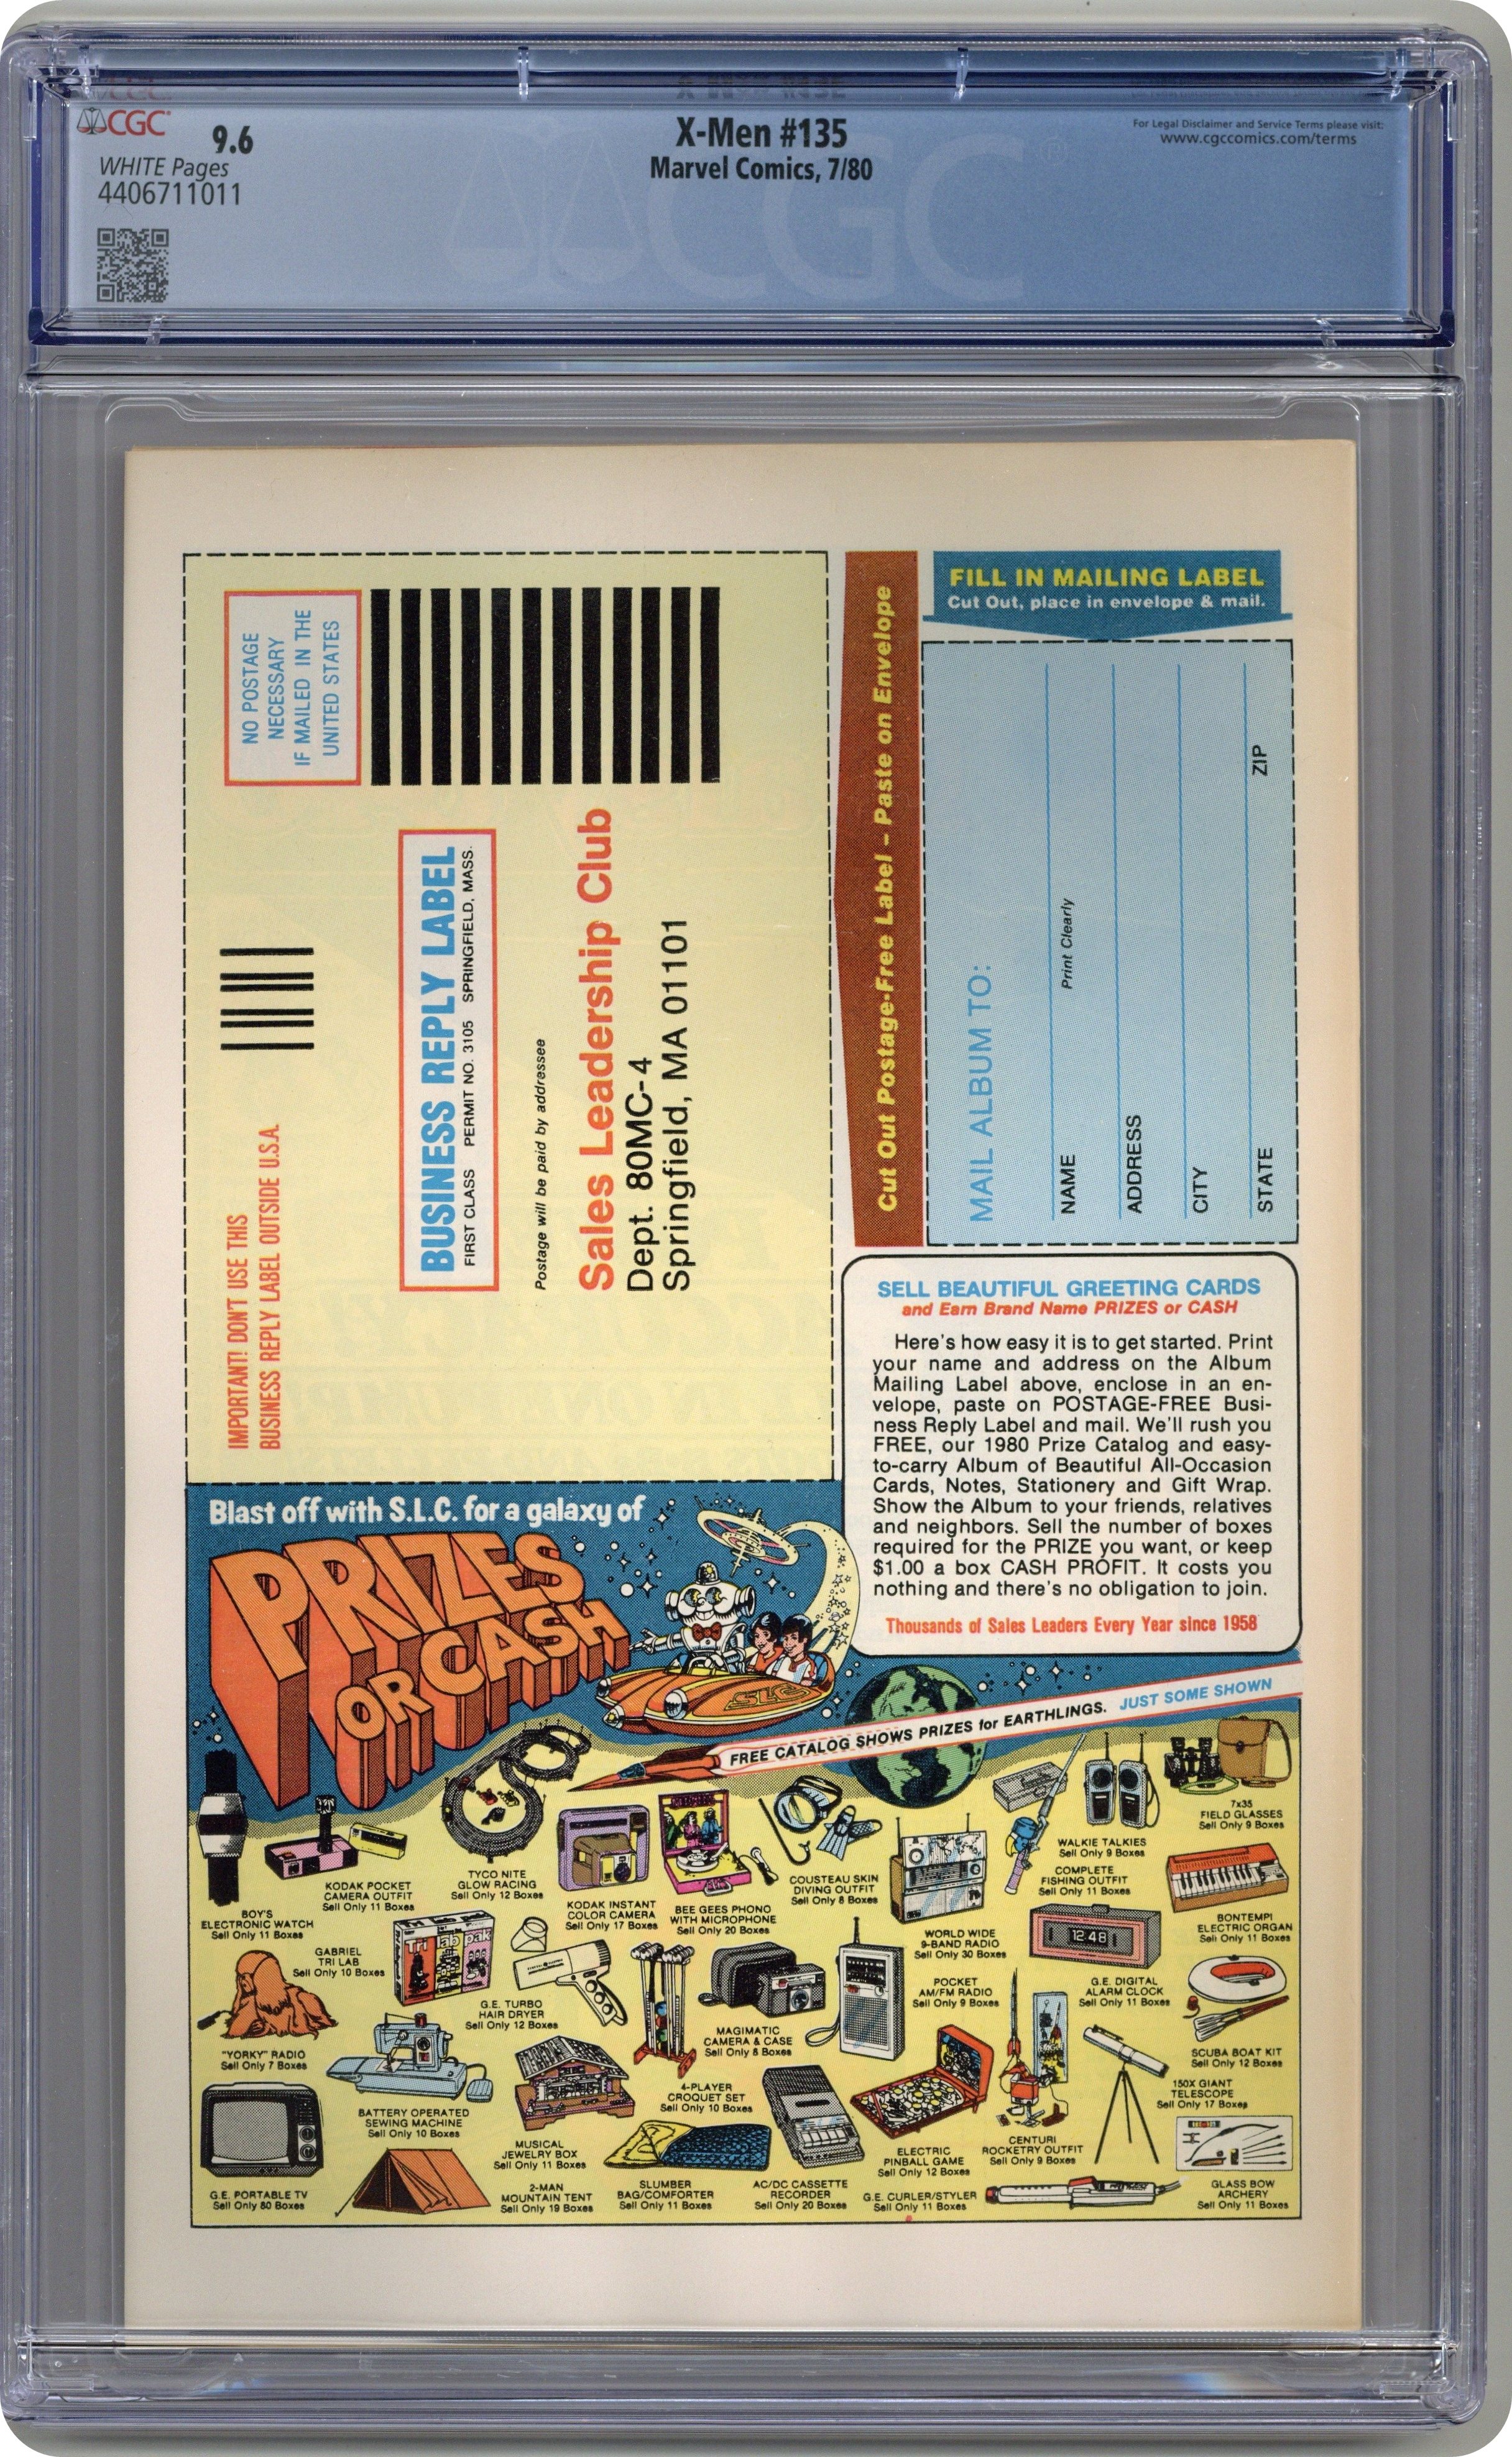 CGC
9.6
WHITE Pages
4406711011
X-Men #135
Marvel Comics, 7/80
For Legal Disclaimer and Service Terms please visit:
www.cgccomics.com/terms
CGC
NO POSTAGE
NECESSARY
IF MAILED IN THE
UNITED STATES
IMPORTANT! DON'T USE THIS
BUSINESS REPLY LABEL OUTSIDE U.S.A.
BUSINESS REPLY LABEL
FIRST CLASS PERMIT NO. 3105 SPRINGFIELD, MASS.
Postage will be paid by addressee
Sales Leadership Club
Dept. 80MC-4
Springfield, MA 01101
Cut Out Postage-Free Label - Paste on Envelope
FILL IN MAILING LABEL
Cut Out, place in envelope & mail.
MAIL ALBUM TO:
NAME
Print Clearly
ADDRESS
CITY
STATE ZIP
SELL BEAUTIFUL GREETING CARDS
and Earn Brand Name PRIZES or CASH
Here's how easy it is to get started. Print
your name and address on the Album
Mailing Label above, enclose in an en-
velope, paste on POSTAGE-FREE Busi-
ness Reply Label and mail. We'll rush you
FREE, our 1980 Prize Catalog and easy-
to-carry Album of Beautiful All-Occasion
Cards, Notes, Stationery and Gift Wrap.
Show the Album to your friends, relatives
and neighbors. Sell the number of boxes
required for the PRIZE you want, or keep
$1.00 a box CASH PROFIT. It costs you
nothing and there's no obligation to join.
Thousands of Sales Leaders Every Year since 1958
Blast off with S.L.C. for a galaxy of
PRIZES
OR CASH
SLC
FREE CATALOG SHOWS PRIZES for EARTHLINGS. JUST SOME SHOWN
BOY'S
ELECTRONIC WATCH
Sell Only 11 Boxes
KODAK POCKET
CAMERA OUTFIT
Sell Only 11 Boxes
TYCO NITE
GLOW RACING
Sell Only 12 Boxes
KODAK INSTANT
COLOR CAMERA
Sell Only 17 Boxes
BEE GEES PHONO
WITH MICROPHONE
Sell Only 20 Boxes
COUSTEAU SKIN
DIVING OUTFIT
Sell Only 8 Boxes
WORLD WIDE
9-BAND RADIO
Sell Only 30 Boxes
WALKIE TALKIES
Sell Only 9 Boxes
COMPLETE
FISHING OUTFIT
Sell Only 11 Boxes
7x35
FIELD GLASSES
Sell Only 9 Boxes
BONTEMPI
ELECTRIC ORGAN
Sell Only 11 Boxes
GABRIEL
TRI LAB
Sell Only 10 Boxes
Tri lab pak
G.E. TURBO
HAIR DRYER
Sell Only 12 Boxes
MAGIMATIC
CAMERA & CASE
Sell Only 8 Boxes
POCKET
AM/FM RADIO
Sell Only 9 Boxes
12:48
G.E. DIGITAL
ALARM CLOCK
Sell Only 11 Boxes
SCUBA BOAT KIT
Sell Only 12 Boxes
"YORKY" RADIO
Sell Only 7 Boxes
BATTERY OPERATED
SEWING MACHINE
Sell Only 10 Boxes
MUSICAL
JEWELRY BOX
Sell Only 11 Boxes
4-PLAYER
CROQUET SET
Sell Only 10 Boxes
ELECTRIC
PINBALL GAME
Sell Only 12 Boxes
CENTURI
ROCKETRY OUTFIT
Sell Only 9 Boxes
150X GIANT
TELESCOPE
Sell Only 17 Boxes
G.E. PORTABLE TV
Sell Only 80 Boxes
2-MAN
MOUNTAIN TENT
Sell Only 19 Boxes
SLUMBER
BAG/COMFORTER
Sell Only 11 Boxes
AC/DC CASSETTE
RECORDER
Sell Only 20 Boxes
G.E. CURLER/STYLER
Sell Only 11 Boxes
GLASS BOW
ARCHERY
Sell Only 11 Boxes